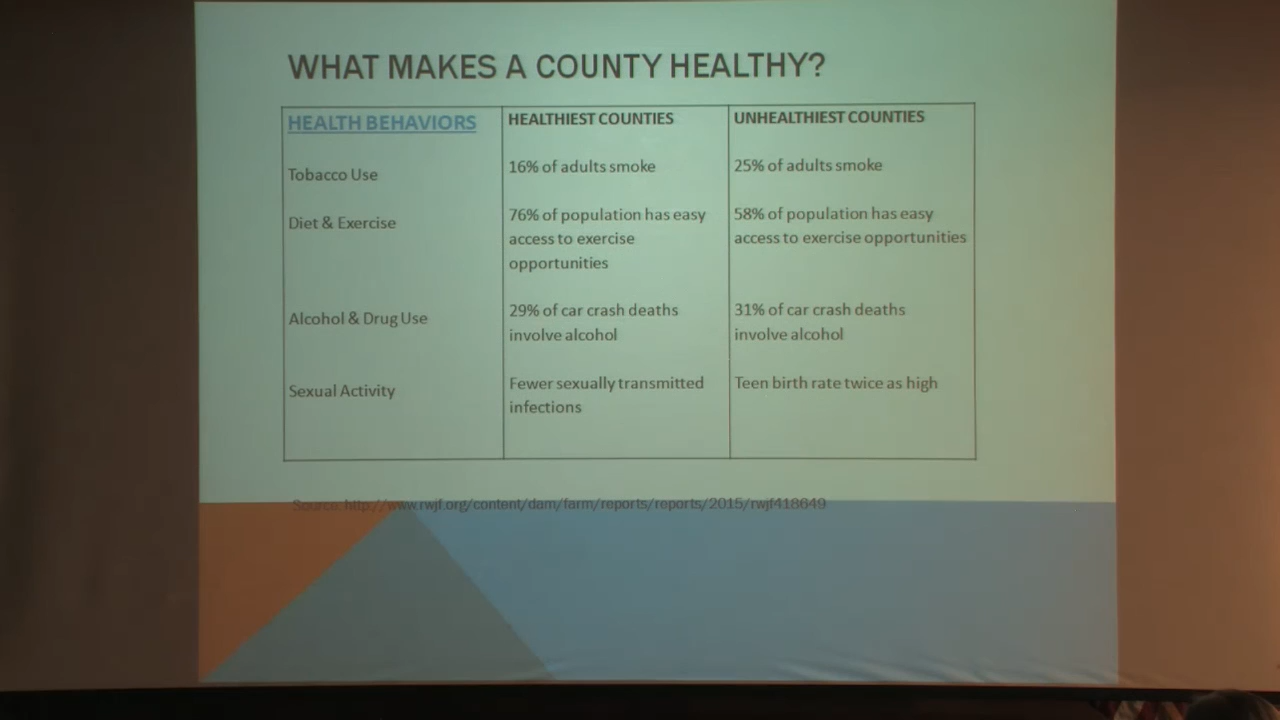 WHAT MAKES A COUNTY HEALTHY?
HEALTH BEHAVIORS
HEALTHIEST COUNTIES
UNHEALTHIEST COUNTIES
Tobacco Use
16% of adults smoke
25% of adults smoke
Diet & Exercise
76% of population has easy
access to exercise
opportunities
58% of population has easy
access to exercise opportunities
Alcohol & Drug Use
29% of car crash deaths
involve alcohol
31% of car crash deaths
involve alcohol
Sexual Activity
Fewer sexually transmitted
infections
Teen birth rate twice as high
Source: http://www.rwjf.org/content/dam/farm/reports/reports/2015/rwjf418649